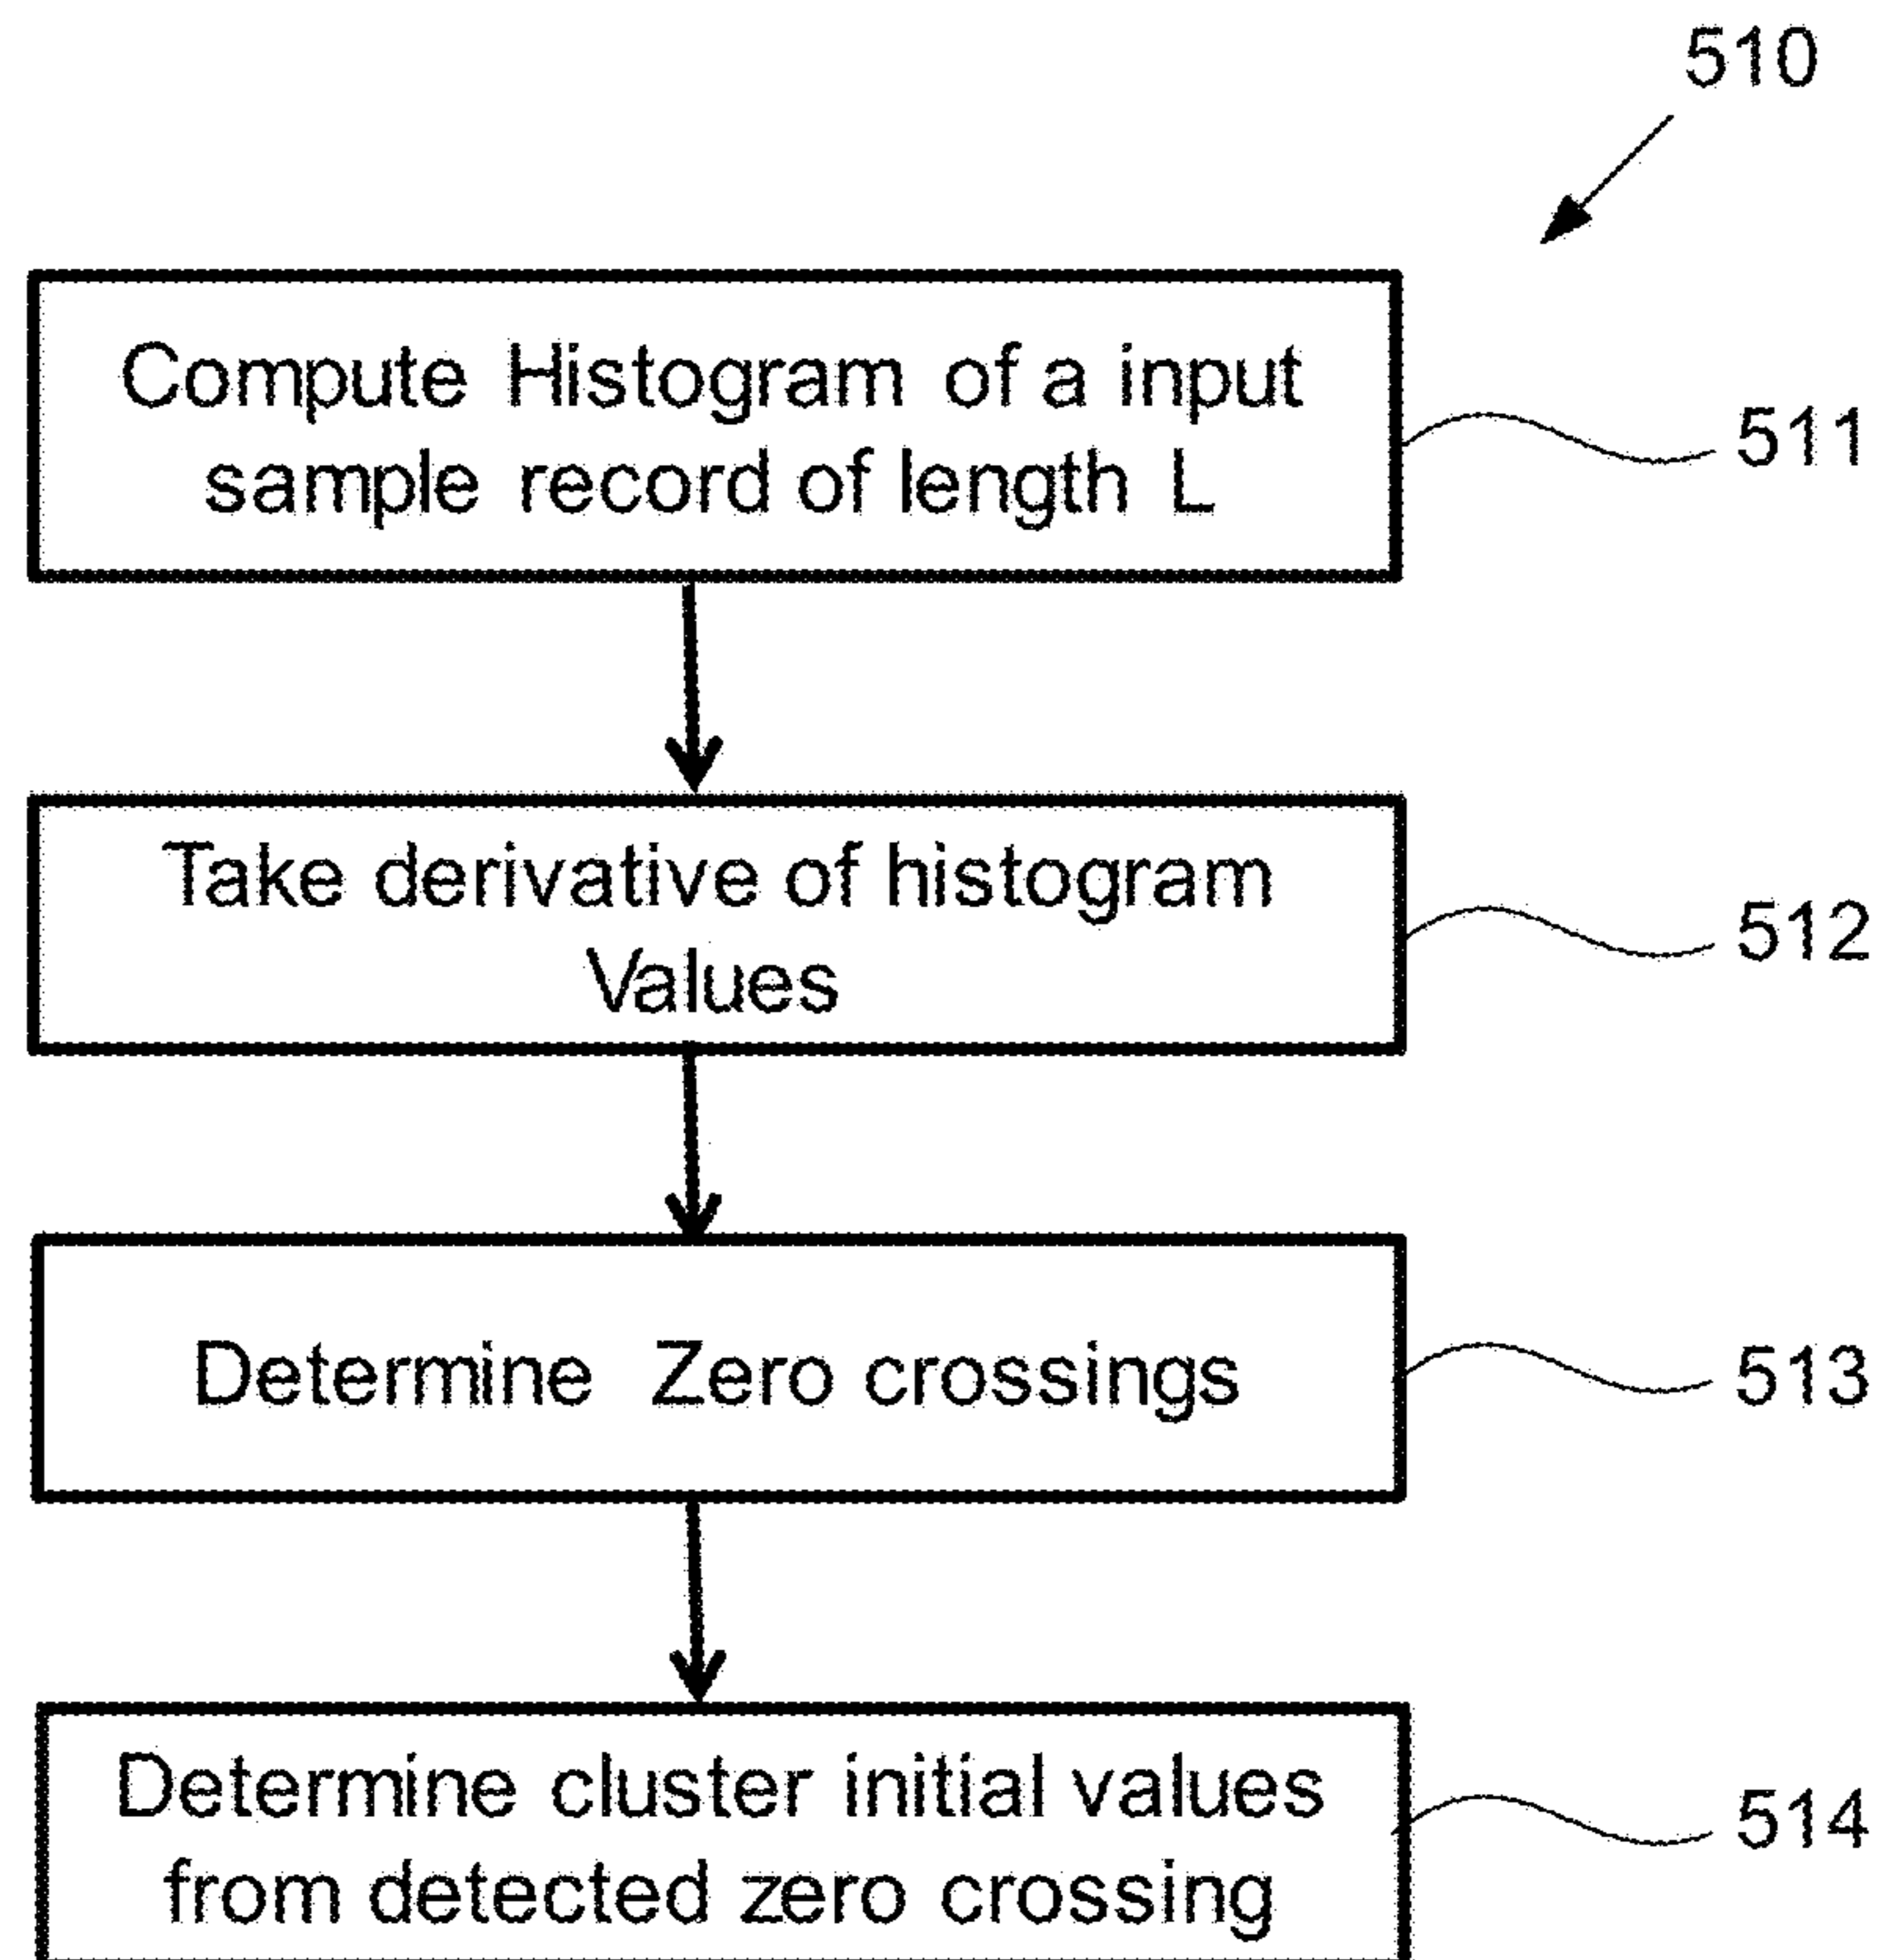 510
Compute Histogram of a input
sample record of length L
511
Take derivative of histogram
Values
512
Determine Zero crossings
513
Determine cluster initial values
from detected zero crossing
514